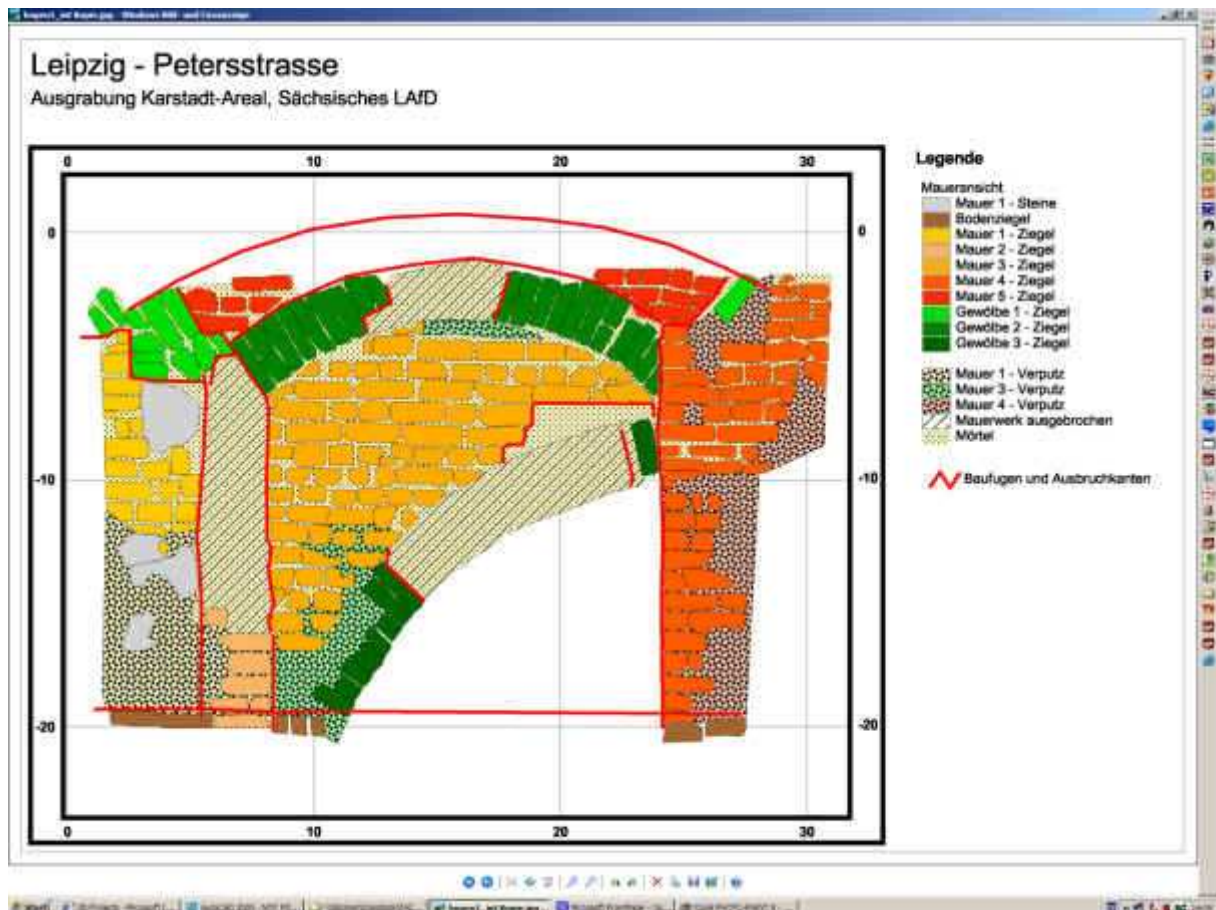 Leipzig - Petersstrasse
Ausgrabung Karstadt-Areal, Sächsisches LAfD
0 10 20 30
0 0
-10 -10
-20 -20
0 10 20 30
Legende
Maueransicht
Mauer 1 - Steine
Bodenziegel
Mauer 1 - Ziegel
Mauer 2 - Ziegel
Mauer 3 - Ziegel
Mauer 4 - Ziegel
Mauer 5 - Ziegel
Gewölbe 1 - Ziegel
Gewölbe 2 - Ziegel
Gewölbe 3 - Ziegel
Mauer 1 - Verputz
Mauer 3 - Verputz
Mauer 4 - Verputz
Mauerwerk ausgebrochen
Mörtel
Baufugen und Ausbruchkanten